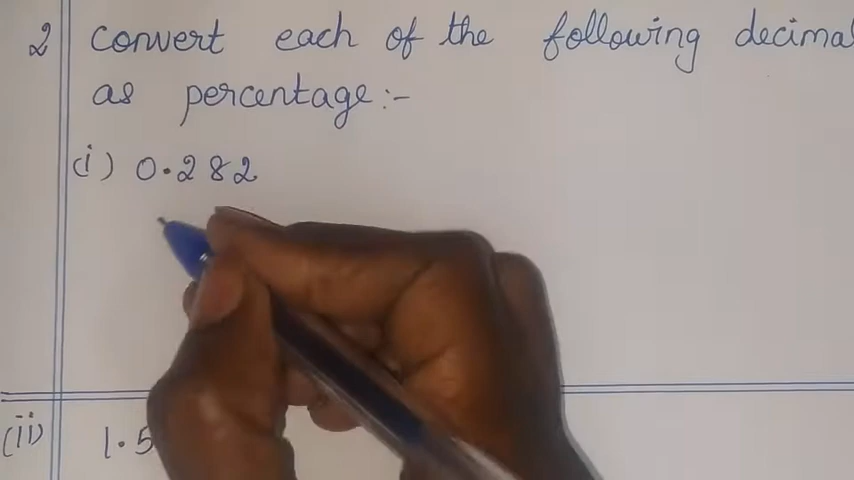 2 convert each of the following decimal
as percentage:-
(i) 0.282
(ii) 1.5